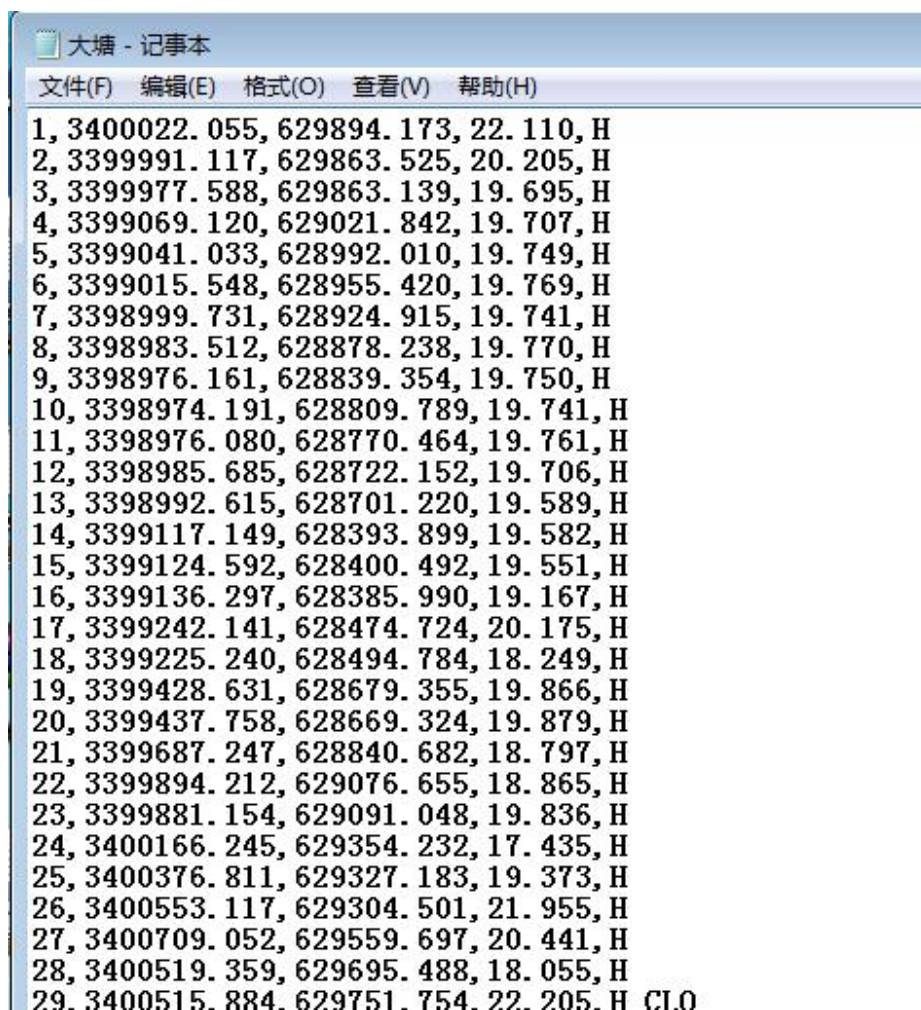 大塘 - 记事本
文件(F) 编辑(E) 格式(O) 查看(V) 帮助(H)
1,3400022.055,629894.173,22.110,H
2,3399991.117,629863.525,20.205,H
3,3399977.588,629863.139,19.695,H
4,3399069.120,629021.842,19.707,H
5,3399041.033,628992.010,19.749,H
6,3399015.548,628955.420,19.769,H
7,3398999.731,628924.915,19.741,H
8,3398983.512,628878.238,19.770,H
9,3398976.161,628839.354,19.750,H
10,3398974.191,628809.789,19.741,H
11,3398976.080,628770.464,19.761,H
12,3398985.685,628722.152,19.706,H
13,3398992.615,628701.220,19.589,H
14,3399117.149,628393.899,19.582,H
15,3399124.592,628400.492,19.551,H
16,3399136.297,628385.990,19.167,H
17,3399242.141,628474.724,20.175,H
18,3399225.240,628494.784,18.249,H
19,3399428.631,628679.355,19.866,H
20,3399437.758,628669.324,19.879,H
21,3399687.247,628840.682,18.797,H
22,3399894.212,629076.655,18.865,H
23,3399881.154,629091.048,19.836,H
24,3400166.245,629354.232,17.435,H
25,3400376.811,629327.183,19.373,H
26,3400553.117,629304.501,21.955,H
27,3400709.052,629559.697,20.441,H
28,3400519.359,629695.488,18.055,H
29,3400515.884,629751.754,22.205,H CLO